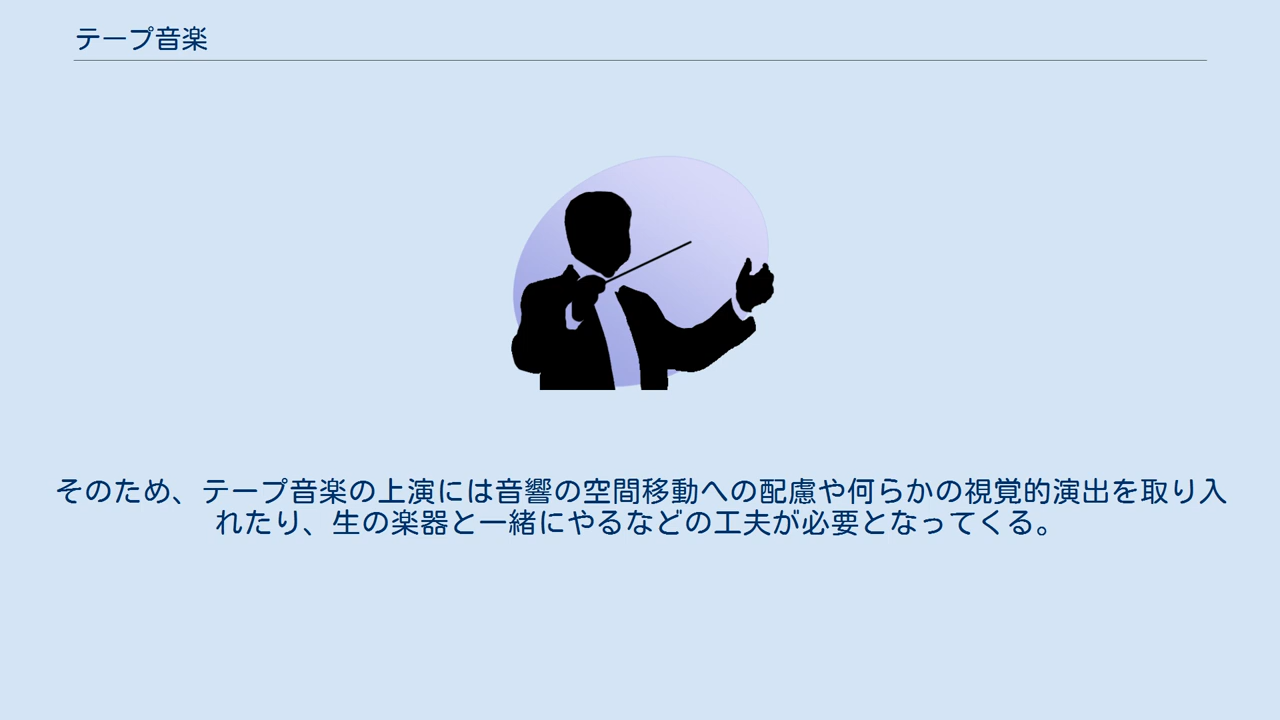 テープ音楽
そのため、テープ音楽の上演には音響の空間移動への配慮や何らかの視覚的演出を取り入
れたり、生の楽器と一緒にやるなどの工夫が必要となってくる。